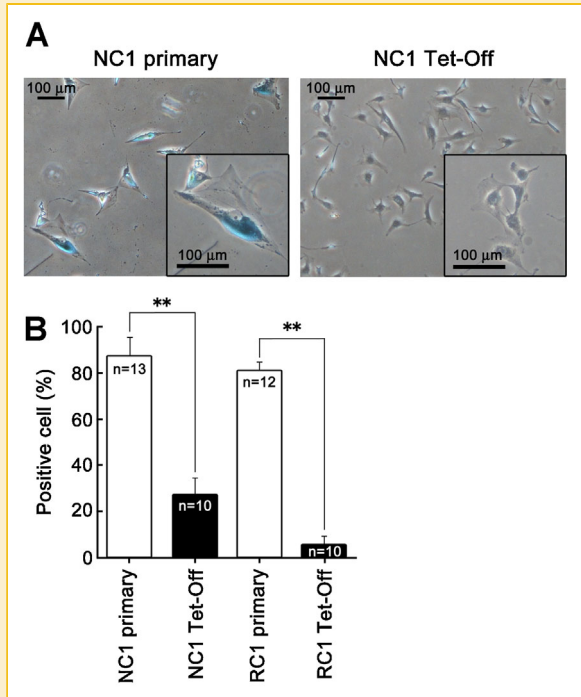 A
NC1 primary
NC1 Tet-Off
100 μm
100 μm
100 μm
100 μm
B
Positive cell (%)
100
80
60
40
20
0
**
**
n=13
n=10
n=12
n=10
NC1 primary
NC1 Tet-Off
RC1 primary
RC1 Tet-Off